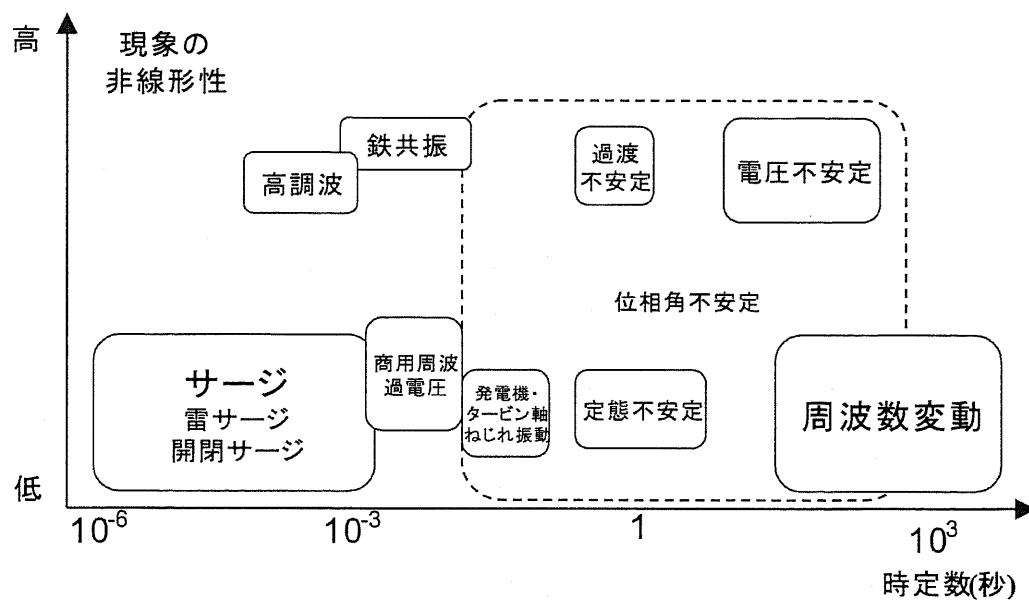 高
現象の
非線形性
鉄共振
高調波
過渡
不安定
電圧不安定
位相角不安定
サージ
雷サージ
開閉サージ
商用周波
過電圧
発電機・
タービン軸
ねじれ振動
定態不安定
周波数変動
低
10-6
10-3
1
103
時定数(秒)